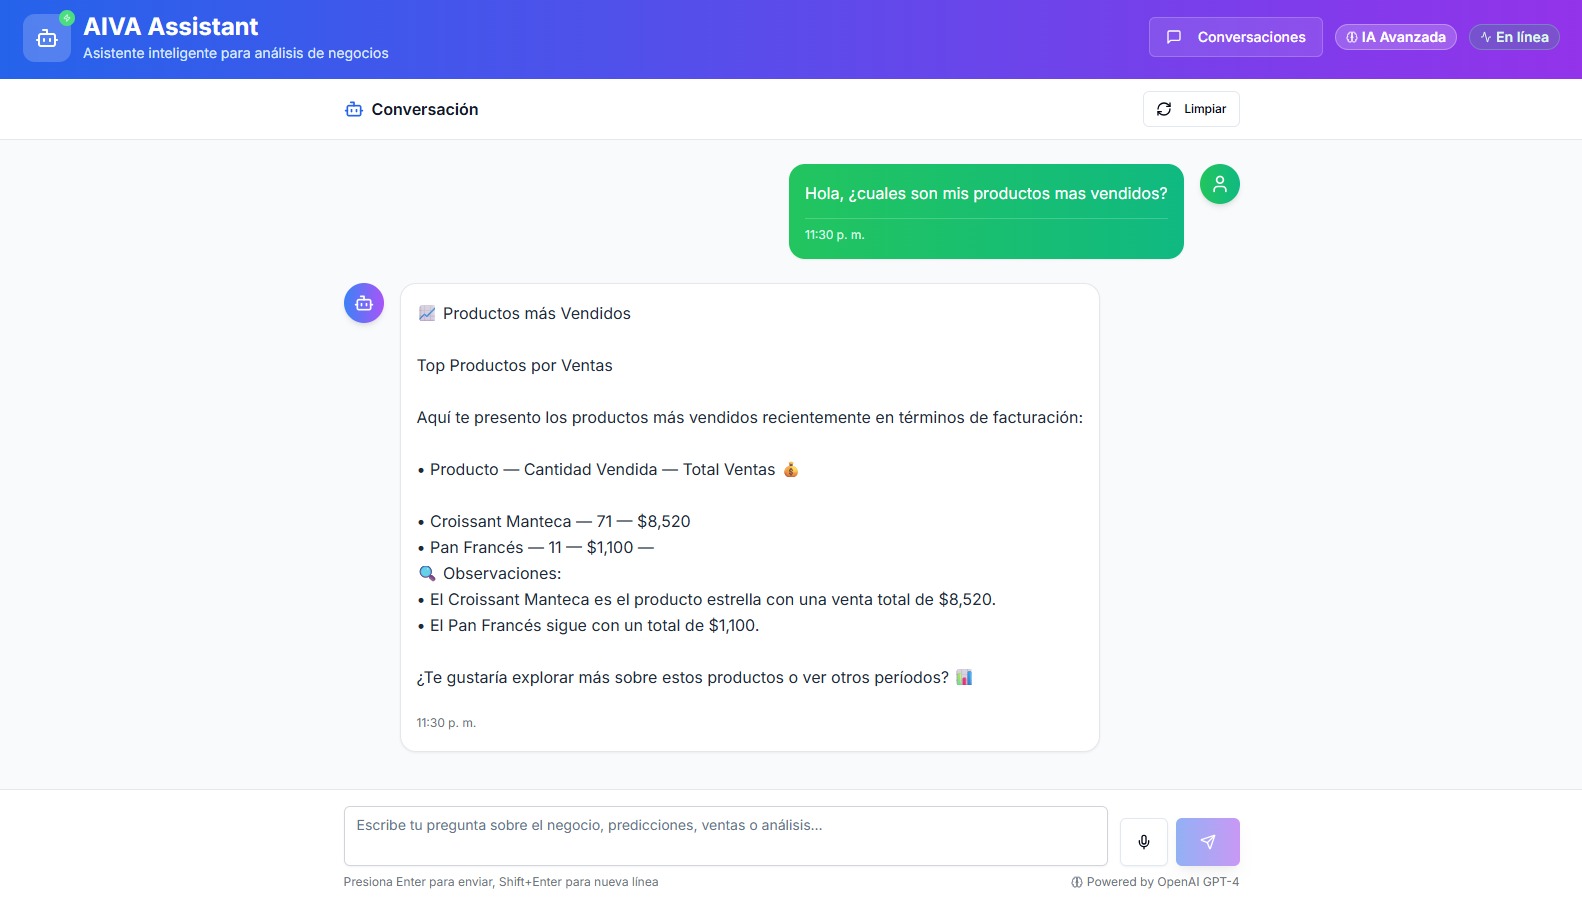 AIVA Assistant
Asistente inteligente para análisis de negocios
Conversaciones
IA Avanzada
En línea
Conversación
Limpiar
Hola, ¿cuales son mis productos mas vendidos?
11:30 p. m.
📈 Productos más Vendidos
Top Productos por Ventas
Aquí te presento los productos más vendidos recientemente en términos de facturación:
• Producto — Cantidad Vendida — Total Ventas 💰
• Croissant Manteca — 71 — $8,520
• Pan Francés — 11 — $1,100 —
🔍 Observaciones:
• El Croissant Manteca es el producto estrella con una venta total de $8,520.
• El Pan Francés sigue con un total de $1,100.
¿Te gustaría explorar más sobre estos productos o ver otros períodos? 📊
11:30 p. m.
Escribe tu pregunta sobre el negocio, predicciones, ventas o análisis...
Presiona Enter para enviar, Shift+Enter para nueva línea
Powered by OpenAI GPT-4